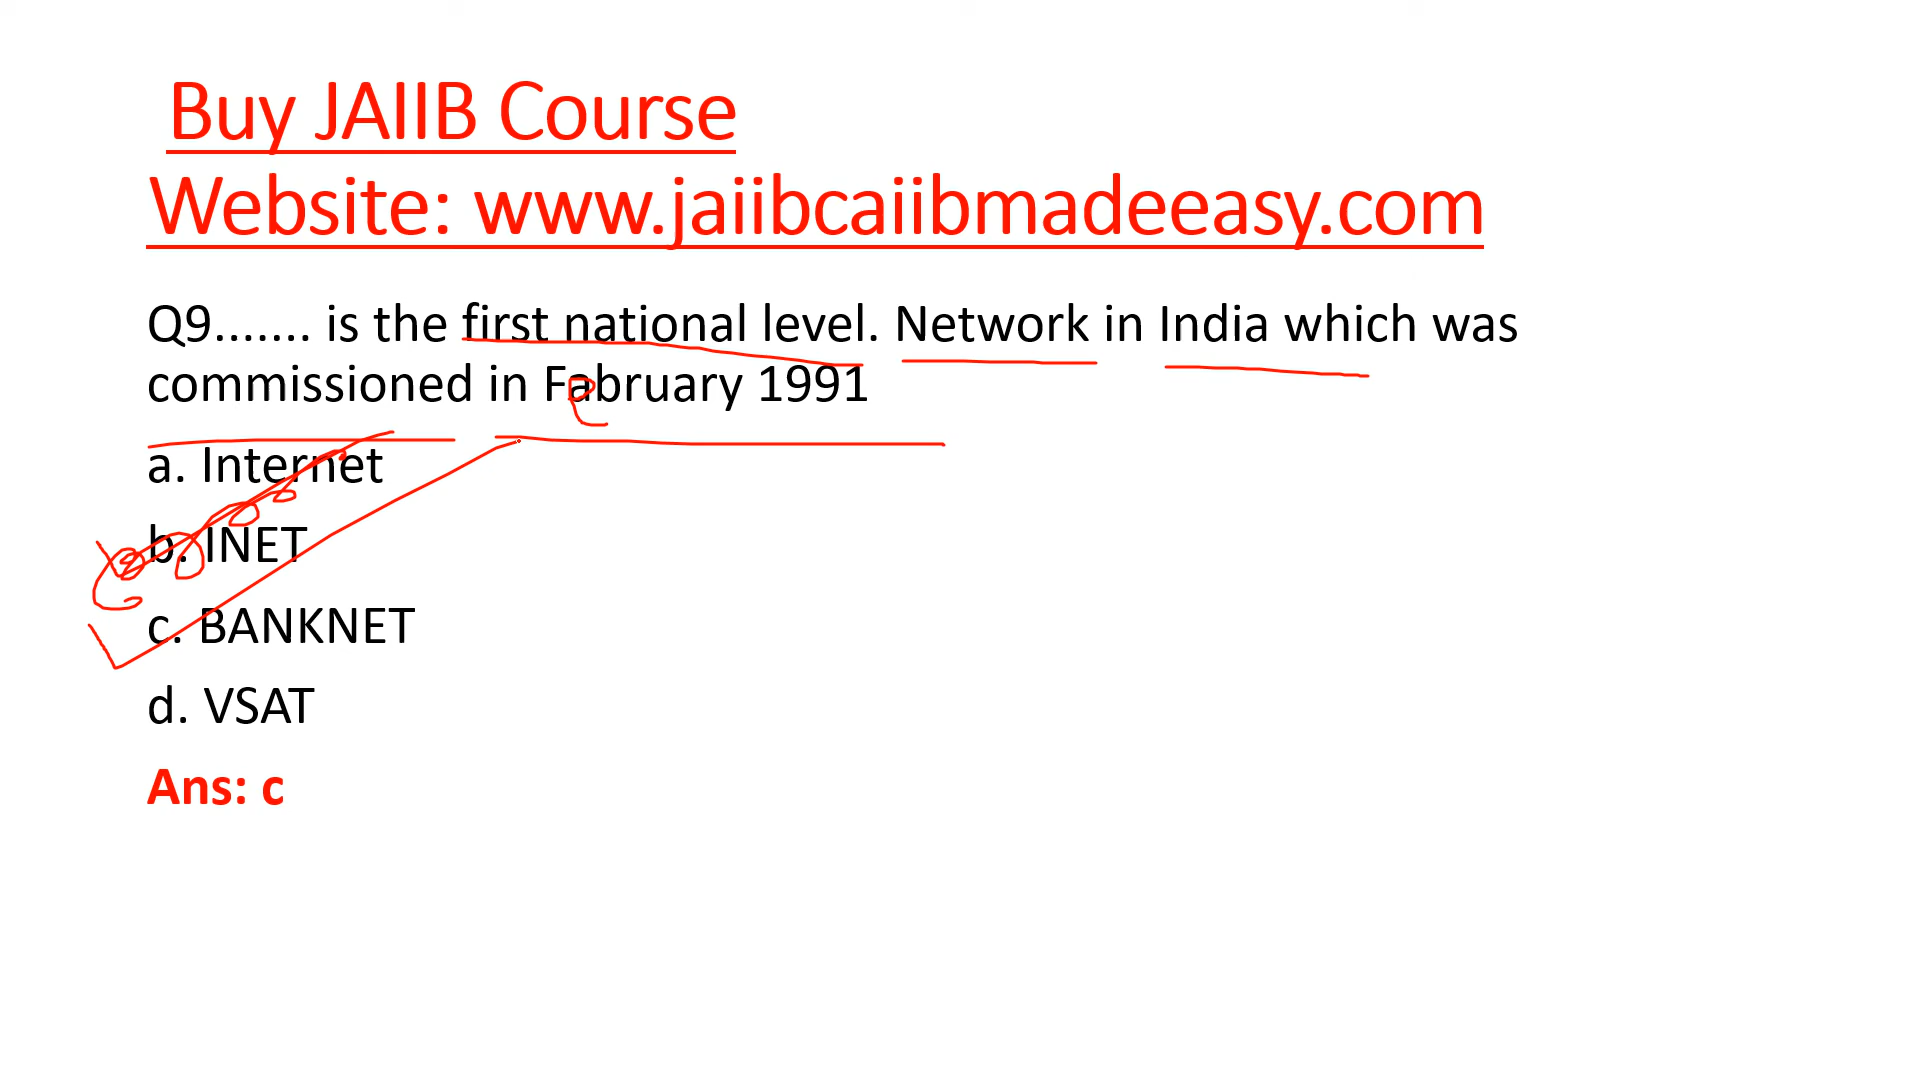 Buy JAIIB Course
Website: www.jaiibcaiibmadeeasy.com
Q9....... is the first national level. Network in India which was
commissioned in Fabruary 1991
a. Internet
b. INET
c. BANKNET
d. VSAT
Ans: c